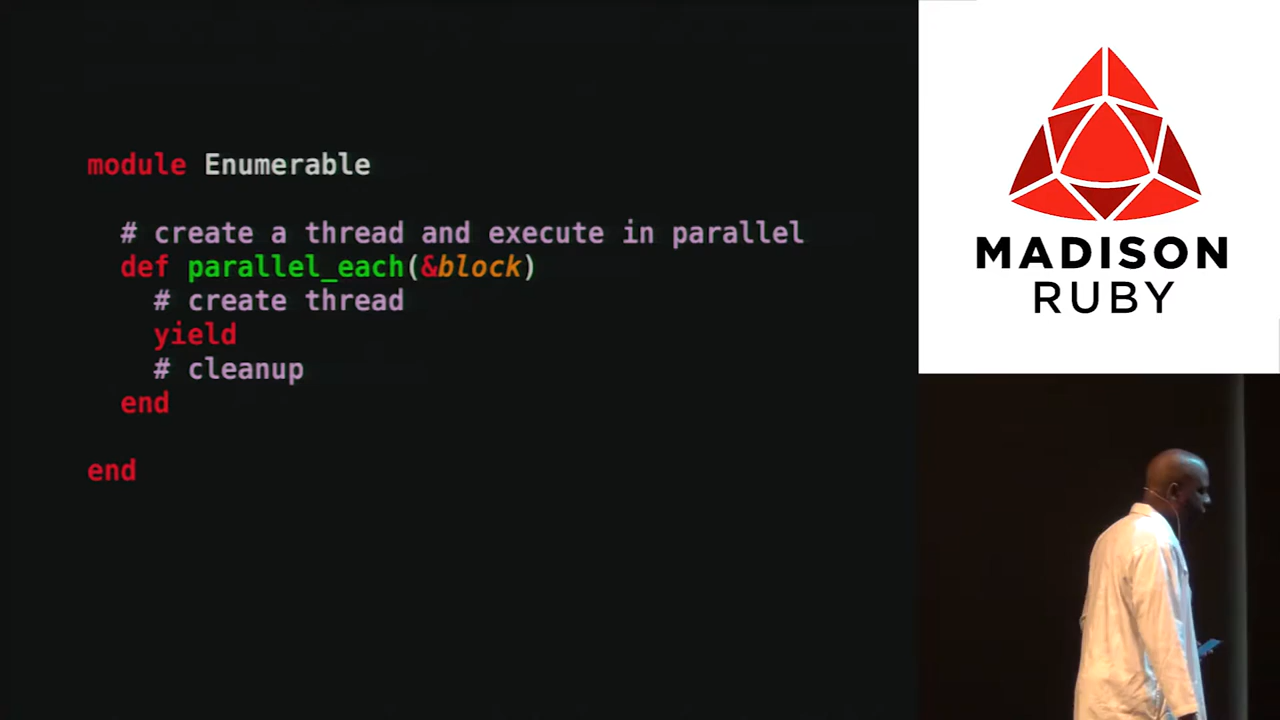 module Enumerable
# create a thread and execute in parallel
def parallel_each(&block)
# create thread
yield
# cleanup
end
end
MADISON
RUBY